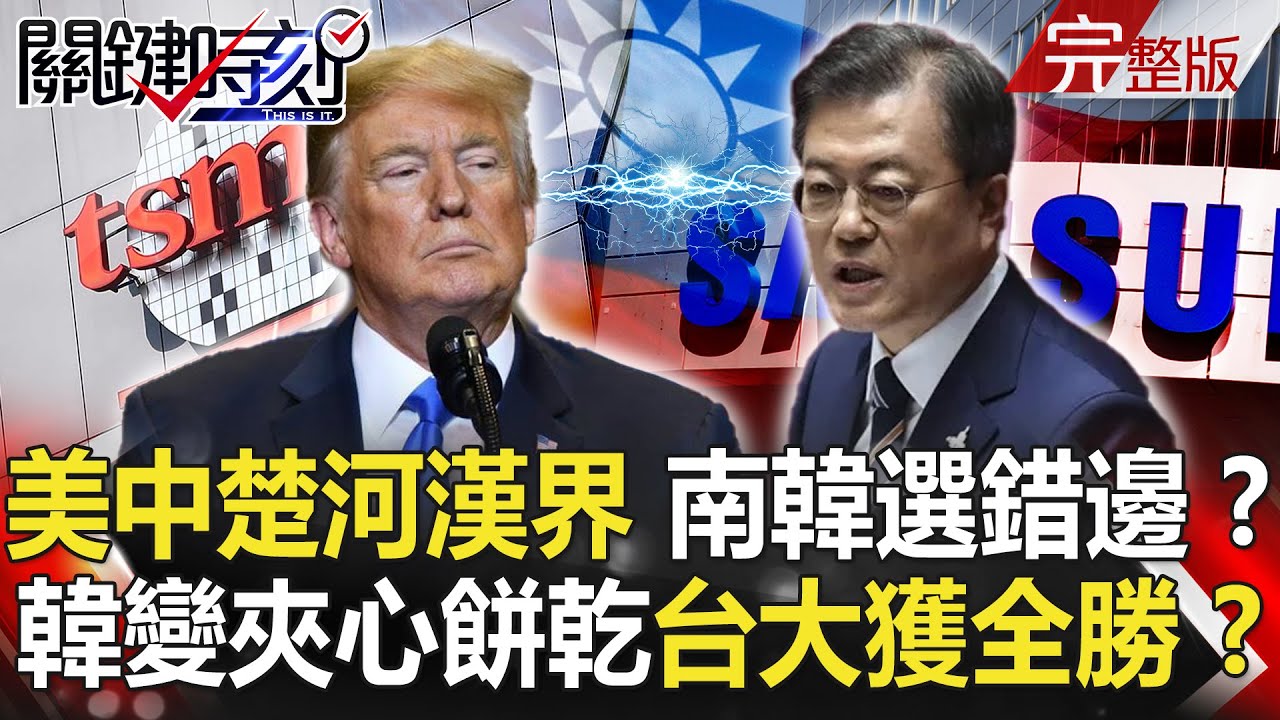 關鍵時刻
THIS IS IT.
完整版
tsm
SAMSU
美中楚河漢界 南韓選錯邊？
韓變夾心餅乾台大獲全勝？